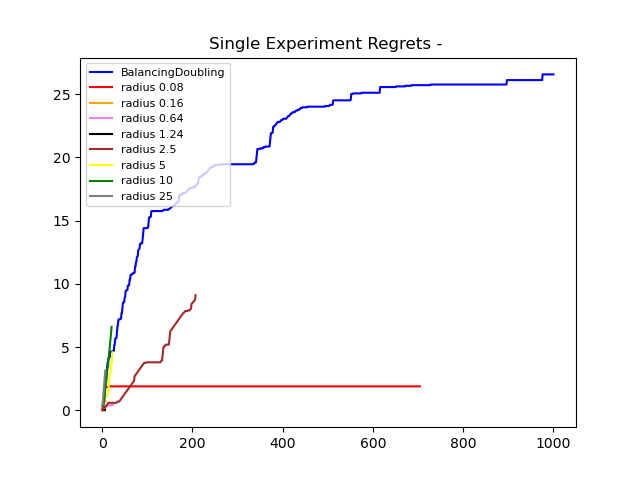 Single Experiment Regrets -
BalancingDoubling
radius 0.08
radius 0.16
radius 0.64
radius 1.24
radius 2.5
radius 5
radius 10
radius 25
25
20
15
10
5
0
0 200 400 600 800 1000